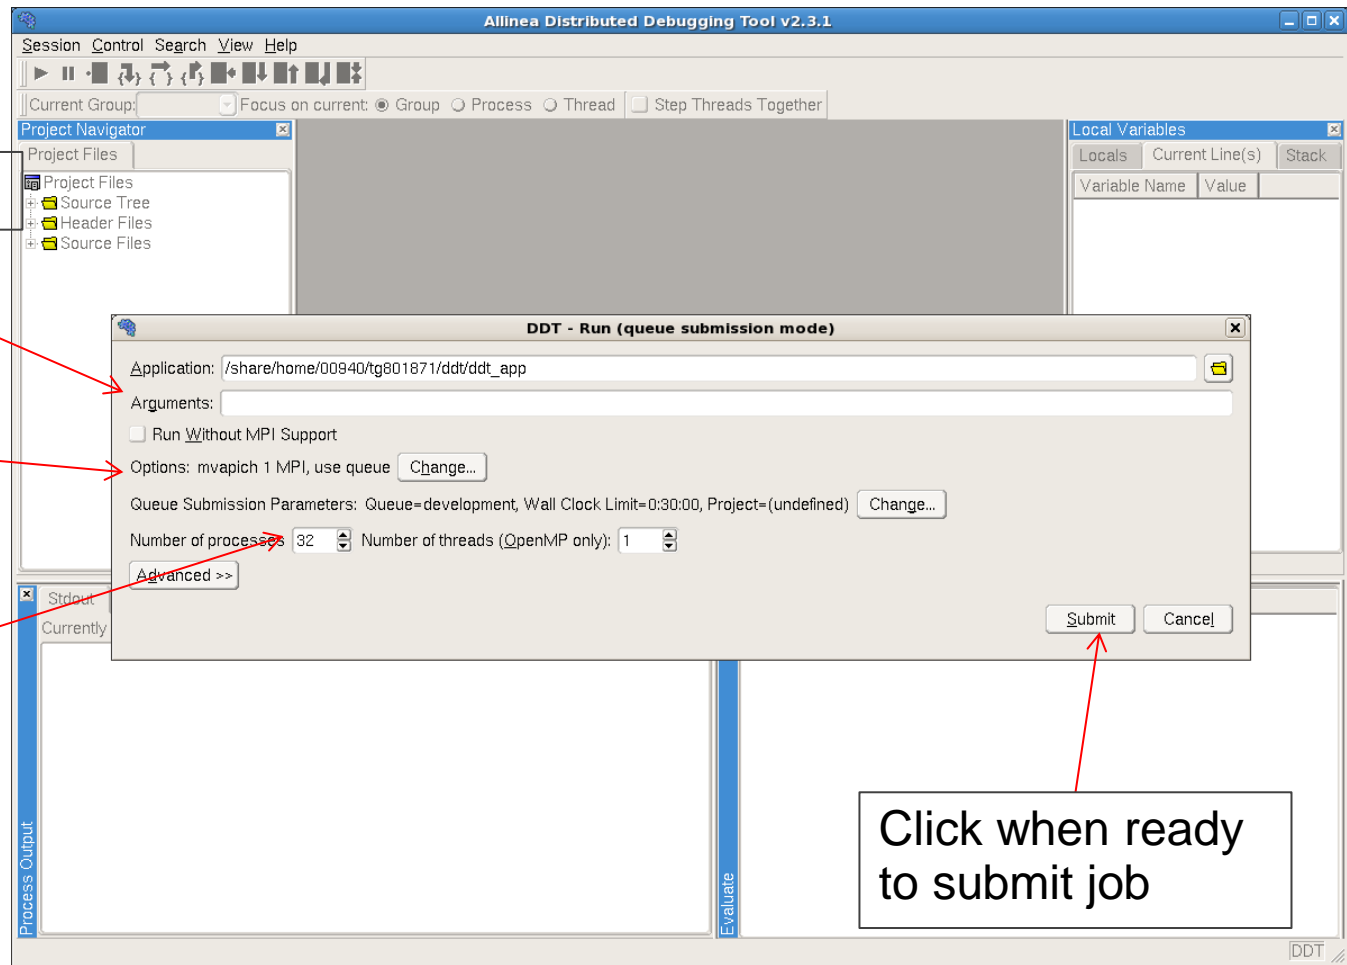 Allinea Distributed Debugging Tool v2.3.1
Session Control Search View Help
Current Group: Focus on current: Group Process Thread Step Threads Together
Project Navigator
Project Files
Project Files
Source Tree
Header Files
Source Files
Local Variables
Locals Current Line(s) Stack
Variable Name Value
DDT - Run (queue submission mode)
Application: /share/home/00940/tg801871/ddt/ddt_app
Arguments:
Run Without MPI Support
Options: mvapich 1 MPI, use queue Change...
Queue Submission Parameters: Queue=development, Wall Clock Limit=0:30:00, Project=(undefined) Change...
Number of processes 32 Number of threads (OpenMP only): 1
Advanced >>
Submit Cancel
Stdout
Currently
Process Output
Evaluate
Click when ready
to submit job
DDT